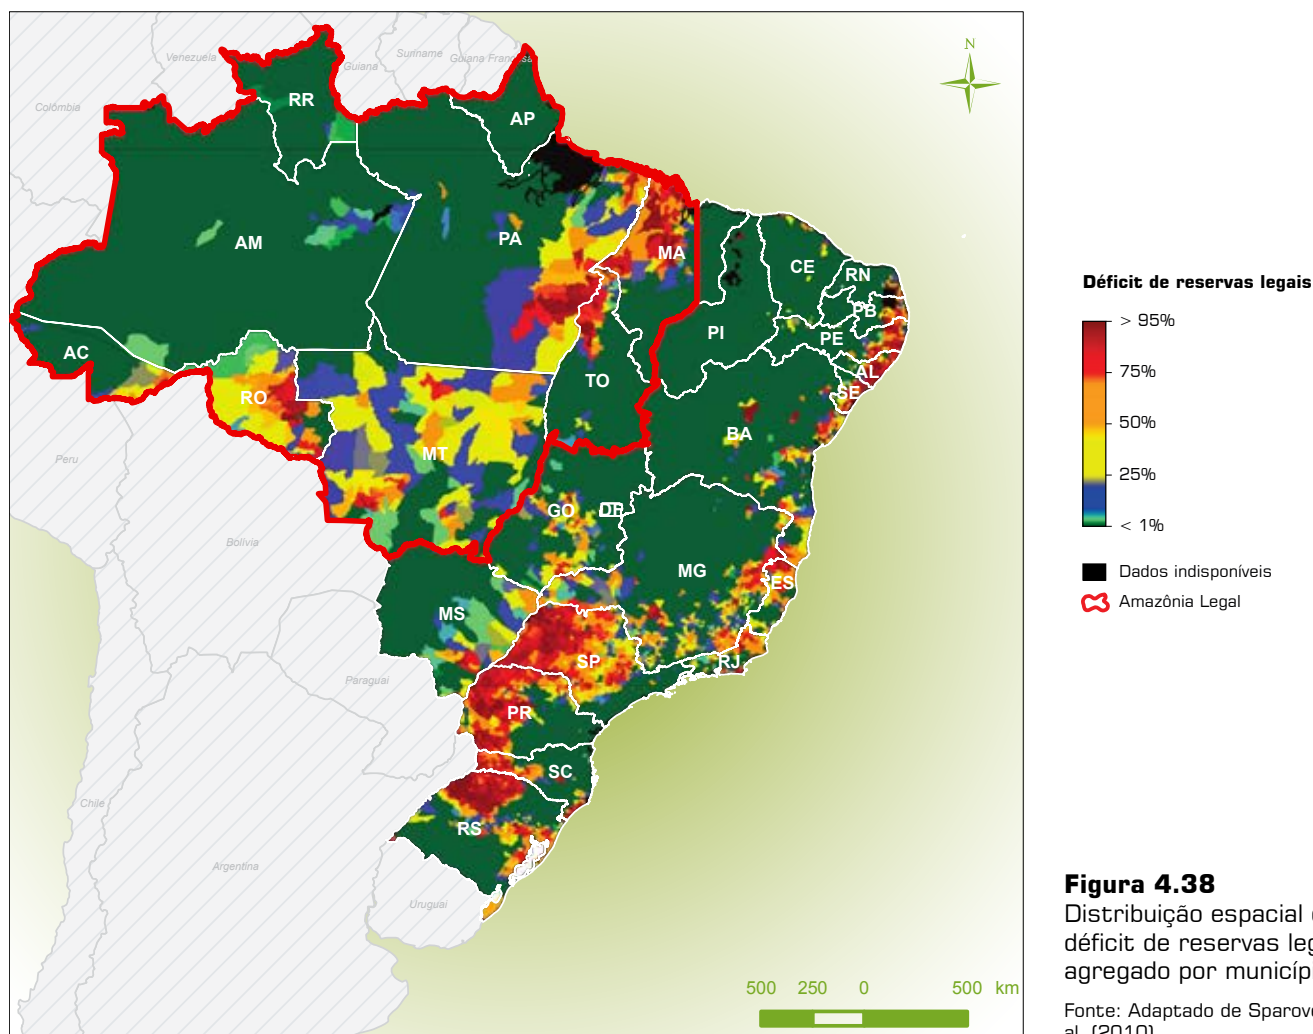 Venezuela
Suriname
Guiana Francesa
Guiana
Colômbia
N
RR
AP
AM
PA
MA
CE
RN
PB
PI
PE
AC
AL
TO
SE
RO
BA
MT
GO
DF
Peru
Bolívia
MG
ES
MS
SP
RJ
Paraguai
PR
SC
Chile
RS
Argentina
Uruguai
500 250 0 500 km
Déficit de reservas legais
> 95%
75%
50%
25%
< 1%
Dados indisponíveis
Amazônia Legal
Figura 4.38
Distribuição espacial
déficit de reservas
agregado por
Fonte: Adaptado de
al. (2010)